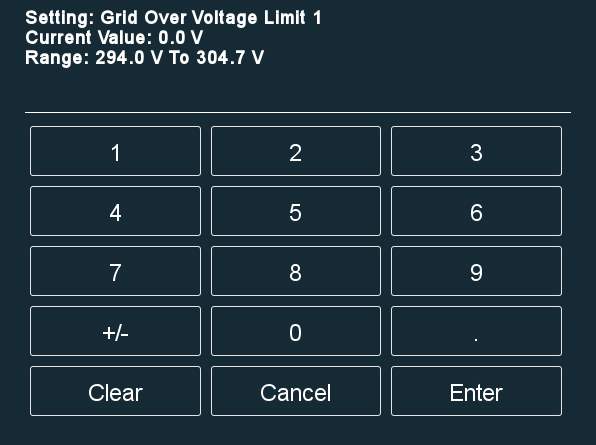 Setting: Grid Over Voltage Limit 1
Current Value: 0.0 V
Range: 294.0 V To 304.7 V
1 2 3
4 5 6
7 8 9
+/- 0 .
Clear Cancel Enter